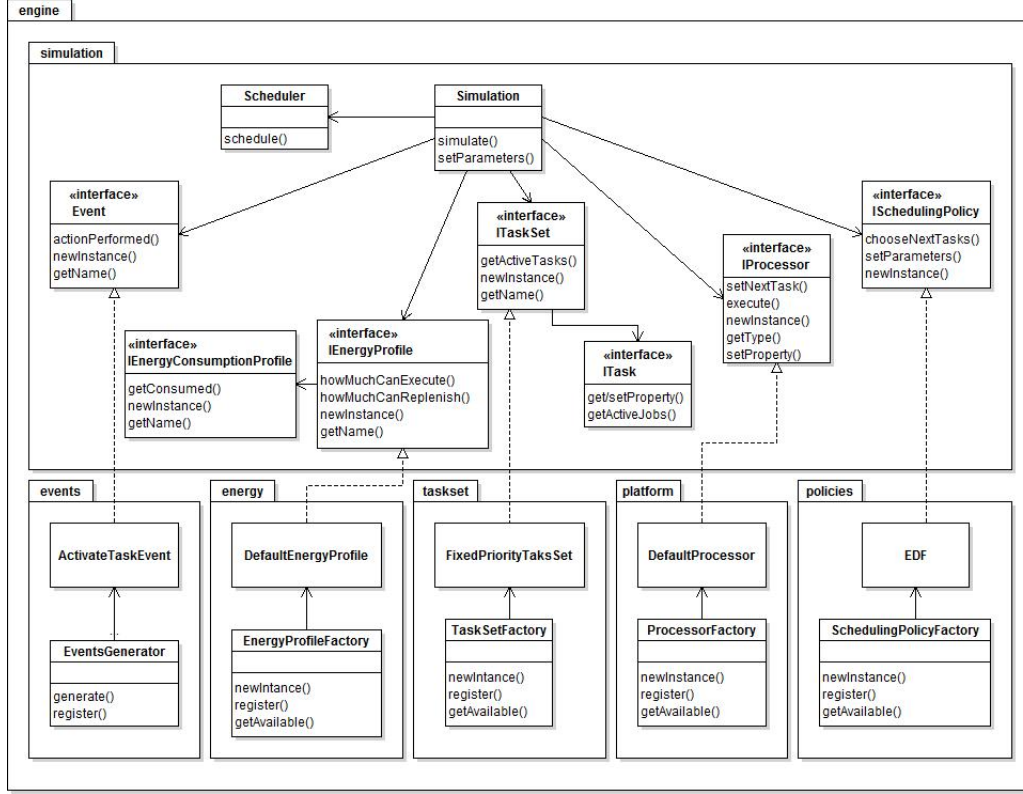 engine
simulation
Scheduler
schedule()
Simulation
simulate()
setParameters()
«interface»
Event
actionPerformed()
newInstance()
getName()
«interface»
ITaskSet
getActiveTasks()
newInstance()
getName()
«interface»
IProcessor
setNextTask()
execute()
newInstance()
getType()
setProperty()
«interface»
ISchedulingPolicy
chooseNextTasks()
setParameters()
newInstance()
«interface»
IEnergyConsumptionProfile
getConsumed()
newInstance()
getName()
«interface»
IEnergyProfile
howMuchCanExecute()
howMuchCanReplenish()
newInstance()
getName()
«interface»
ITask
get/setProperty()
getActiveJobs()
events
ActivateTaskEvent
...
EventsGenerator
generate()
register()
energy
DefaultEnergyProfile
EnergyProfileFactory
newIntance()
register()
getAvailable()
taskset
FixedPriorityTaksSet
TaskSetFactory
newIntance()
register()
getAvailable()
platform
DefaultProcessor
ProcessorFactory
newInstance()
register()
getAvailable()
policies
EDF
SchedulingPolicyFactory
newInstance()
register()
getAvailable()